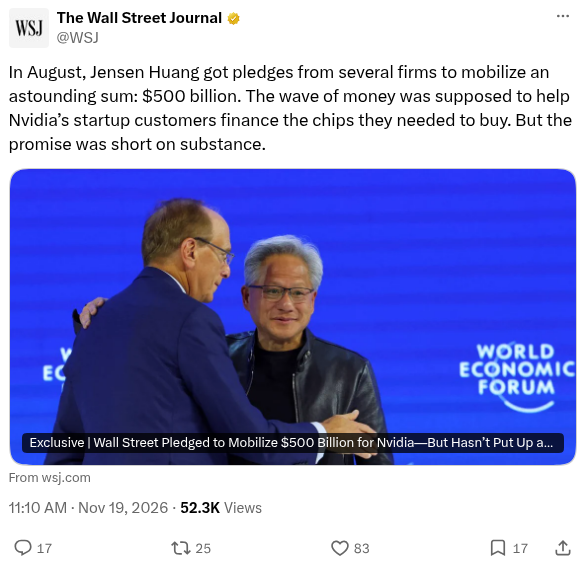 WSJ
The Wall Street Journal
@WSJ
In August, Jensen Huang got pledges from several firms to mobilize an
astounding sum: $500 billion. The wave of money was supposed to help
Nvidia’s startup customers finance the chips they needed to buy. But the
promise was short on substance.
WORLD
ECONOMIC
FORUM
Exclusive | Wall Street Pledged to Mobilize $500 Billion for Nvidia—But Hasn’t Put Up a...
From wsj.com
11:10 AM · Nov 19, 2026 · 52.3K Views
17 25 83 17